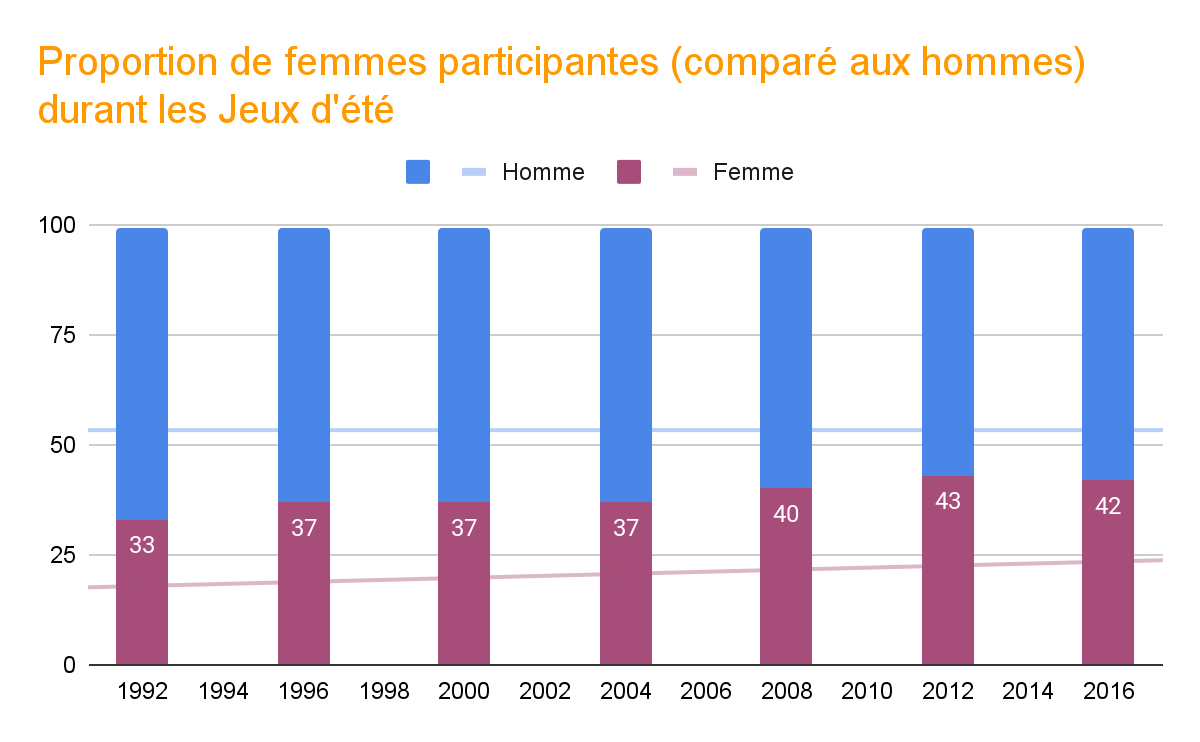 Proportion de femmes participantes (comparé aux hommes)
durant les Jeux d'été
Homme Femme
100
75
50
25
0
33 37 37 37 40 43 42
1992 1994 1996 1998 2000 2002 2004 2006 2008 2010 2012 2014 2016